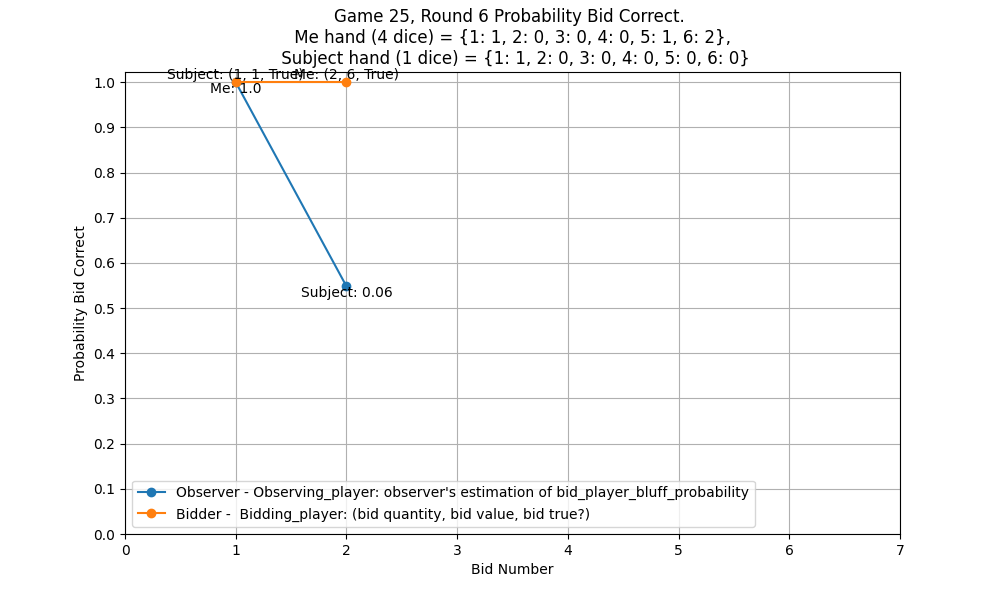 Game 25, Round 6 Probability Bid Correct.
Me hand (4 dice) = {1: 1, 2: 0, 3: 0, 4: 0, 5: 1, 6: 2},
Subject hand (1 dice) = {1: 1, 2: 0, 3: 0, 4: 0, 5: 0, 6: 0}
Subject: (1, 1, True)
Me: (2, 6, True)
Me: 1.0
Subject: 0.06
1.0
0.9
0.8
0.7
0.6
0.5
0.4
0.3
0.2
0.1
0.0
Probability Bid Correct
Observer - Observing_player: observer's estimation of bid_player_bluff_probability
Bidder -  Bidding_player: (bid quantity, bid value, bid true?)
0 1 2 3 4 5 6 7
Bid Number